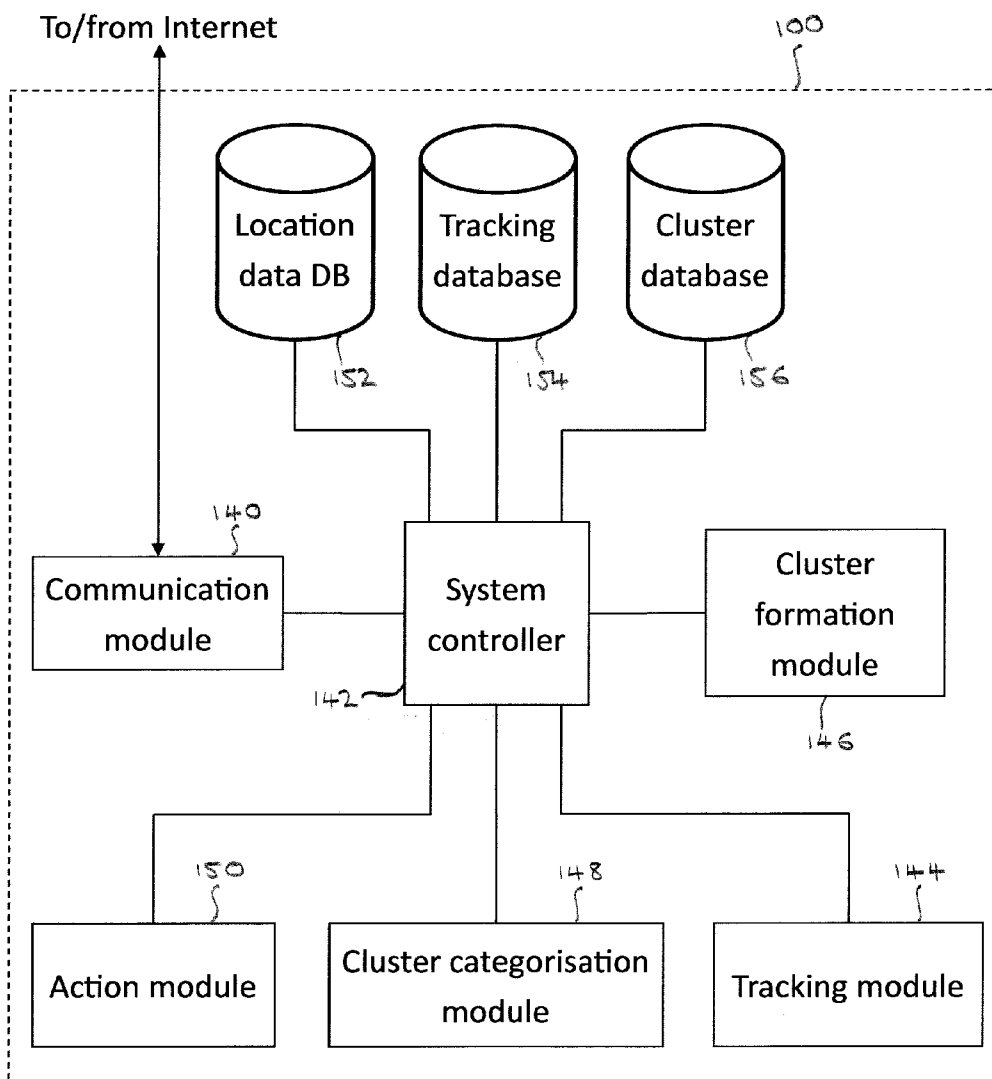 To/from Internet
100
Location
data DB
Tracking
database
Cluster
database
152
154
156
140
Communication
module
System
controller
Cluster
formation
module
142
146
150
148
144
Action module
Cluster categorisation
module
Tracking module